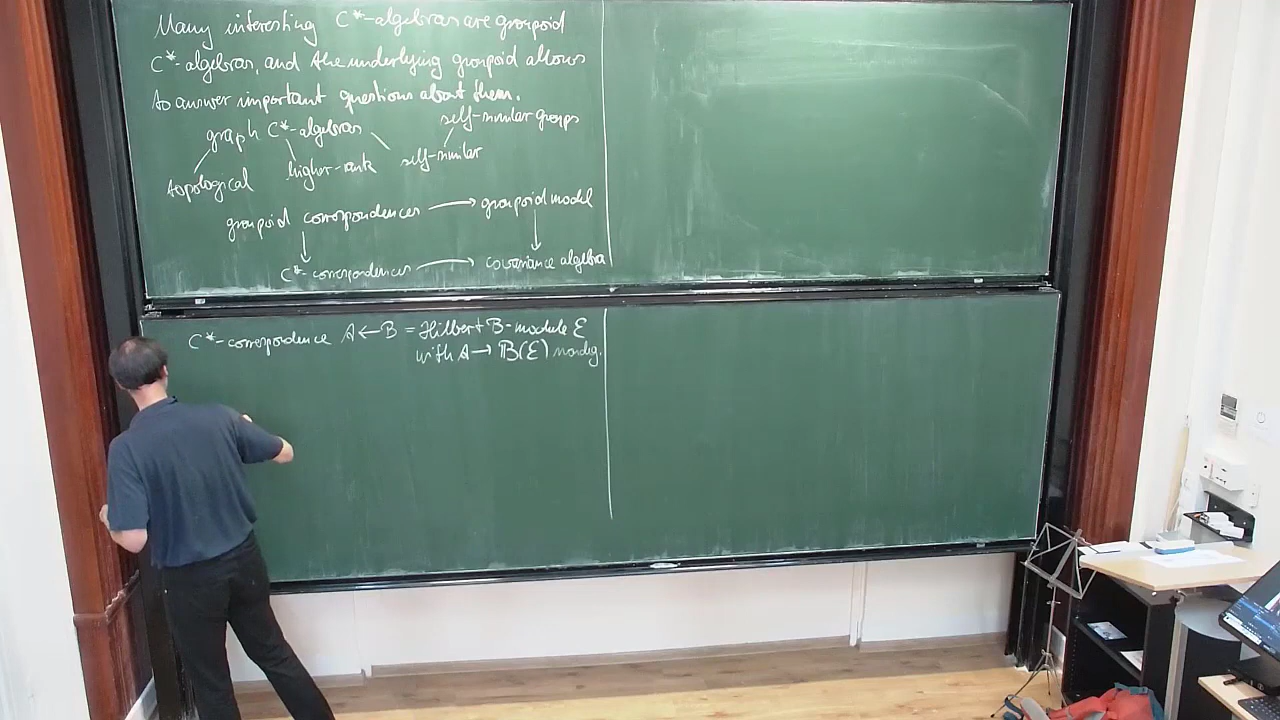 Many interesting C*-algebras are groupoid
C*-algebras, and the underlying groupoid allows
to answer important questions about them.
self-similar groups
graph C*-algebras
topological higher-rank self-similar
groupoid correspondences → groupoid model
↓ ↓
C*-correspondences → covariance algebra
C*-correspondence A ← B = Hilbert B-module ℰ
with A → 𝔹(ℰ) nondeg.